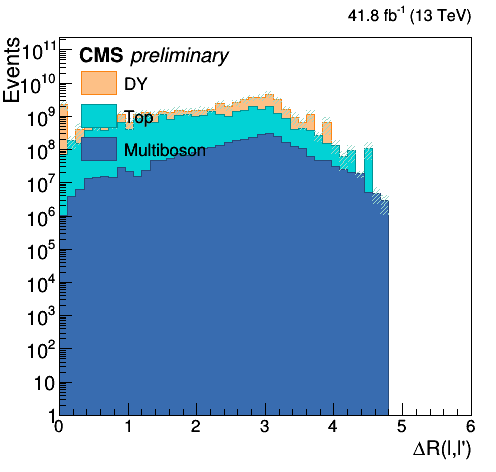 41.8 fb⁻¹ (13 TeV)
Events
CMS preliminary
DY
Top
Multiboson
10¹¹
10¹⁰
10⁹
10⁸
10⁷
10⁶
10⁵
10⁴
10³
10²
10
1
0 1 2 3 4 5 6
ΔR(l,l')